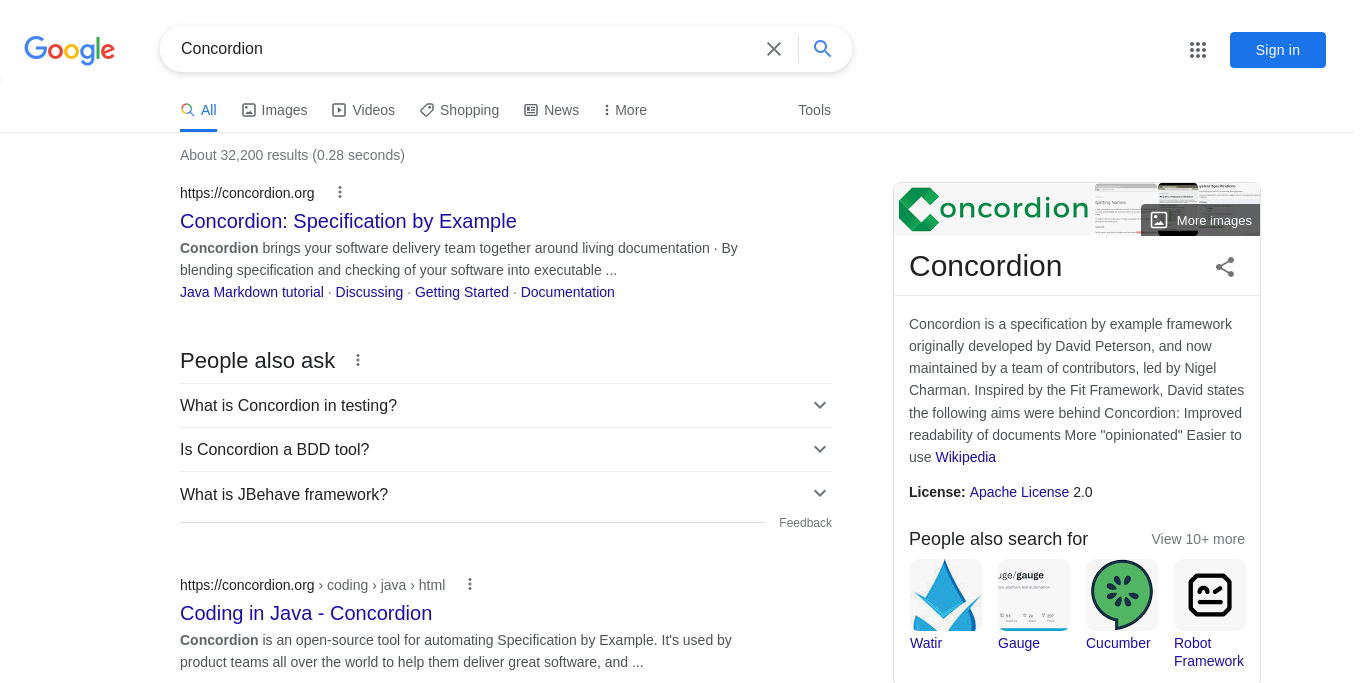 Google
Concordion
Sign in
All
Images
Videos
Shopping
News
More
Tools
About 32,200 results (0.28 seconds)
https://concordion.org
Concordion: Specification by Example
Concordion brings your software delivery team together around living documentation · By
blending specification and checking of your software into executable ...
Java Markdown tutorial · Discussing · Getting Started · Documentation
People also ask
What is Concordion in testing?
Is Concordion a BDD tool?
What is JBehave framework?
Feedback
https://concordion.org › coding › java › html
Coding in Java - Concordion
Concordion is an open-source tool for automating Specification by Example. It's used by
product teams all over the world to help them deliver great software, and ...
Concordion
More images
Concordion
Concordion is a specification by example framework
originally developed by David Peterson, and now
maintained by a team of contributors, led by Nigel
Charman. Inspired by the Fit Framework, David states
the following aims were behind Concordion: Improved
readability of documents More "opinionated" Easier to
use Wikipedia
License: Apache License 2.0
People also search for
View 10+ more
uge/gauge
Watir
Gauge
Cucumber
Robot
Framework